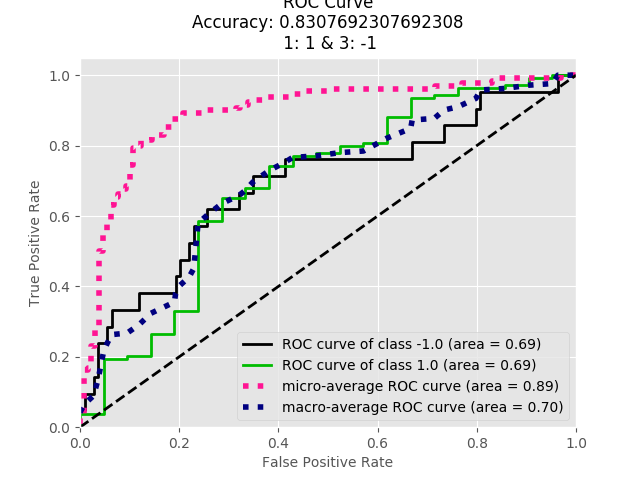 ROC Curve
Accuracy: 0.8307692307692308
1: 1 & 3: -1
True Positive Rate
1.0
0.8
0.6
0.4
0.2
0.0
ROC curve of class -1.0 (area = 0.69)
ROC curve of class 1.0 (area = 0.69)
micro-average ROC curve (area = 0.89)
macro-average ROC curve (area = 0.70)
0.0 0.2 0.4 0.6 0.8 1.0
False Positive Rate